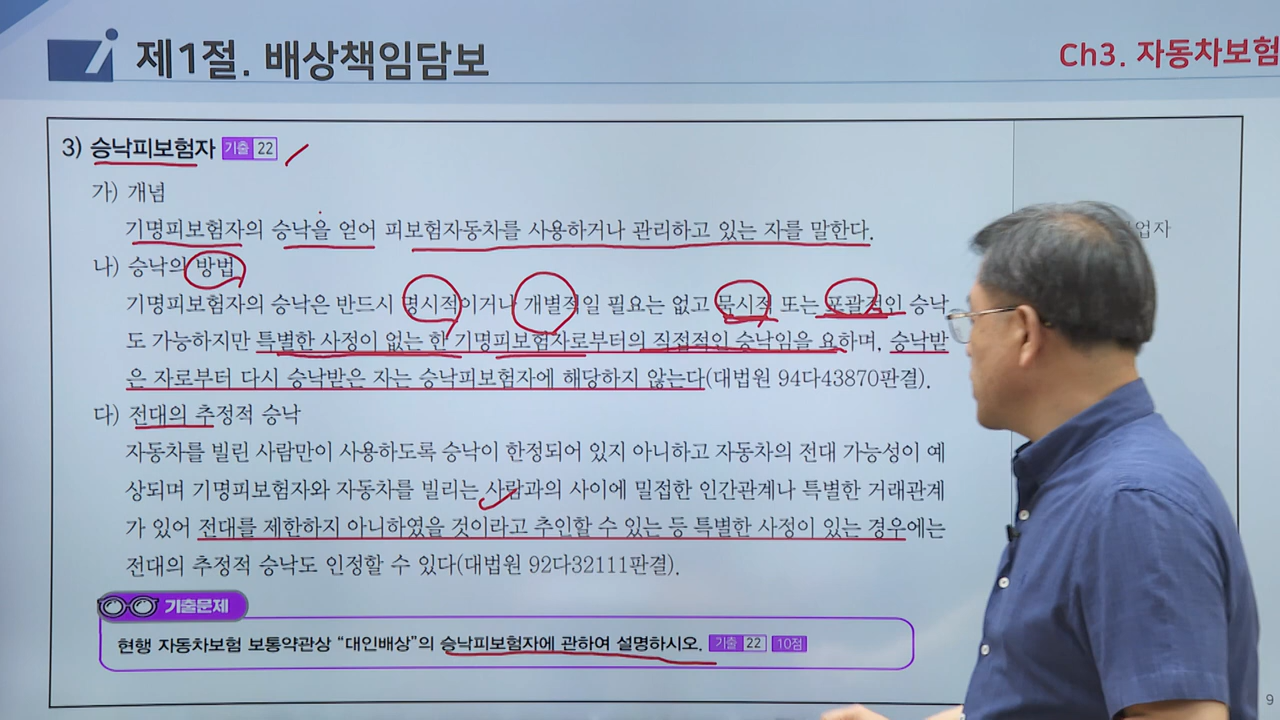 제1절. 배상책임담보
Ch3. 자동차보험
3) 승낙피보험자 기출 22
가) 개념
기명피보험자의 승낙을 얻어 피보험자동차를 사용하거나 관리하고 있는 자를 말한다.
업자
나) 승낙의 방법
기명피보험자의 승낙은 반드시 명시적이거나 개별적일 필요는 없고 묵시적 또는 포괄적인 승낙
도 가능하지만 특별한 사정이 없는 한 기명피보험자로부터의 직접적인 승낙임을 요하며, 승낙받
은 자로부터 다시 승낙받은 자는 승낙피보험자에 해당하지 않는다(대법원 94다43870판결).
다) 전대의 추정적 승낙
자동차를 빌린 사람만이 사용하도록 승낙이 한정되어 있지 아니하고 자동차의 전대 가능성이 예
상되며 기명피보험자와 자동차를 빌리는 사람과의 사이에 밀접한 인간관계나 특별한 거래관계
가 있어 전대를 제한하지 아니하였을 것이라고 추인할 수 있는 등 특별한 사정이 있는 경우에는
전대의 추정적 승낙도 인정할 수 있다(대법원 92다32111판결).
기출문제
현행 자동차보험 보통약관상 “대인배상”의 승낙피보험자에 관하여 설명하시오. 기출 22 10점
9